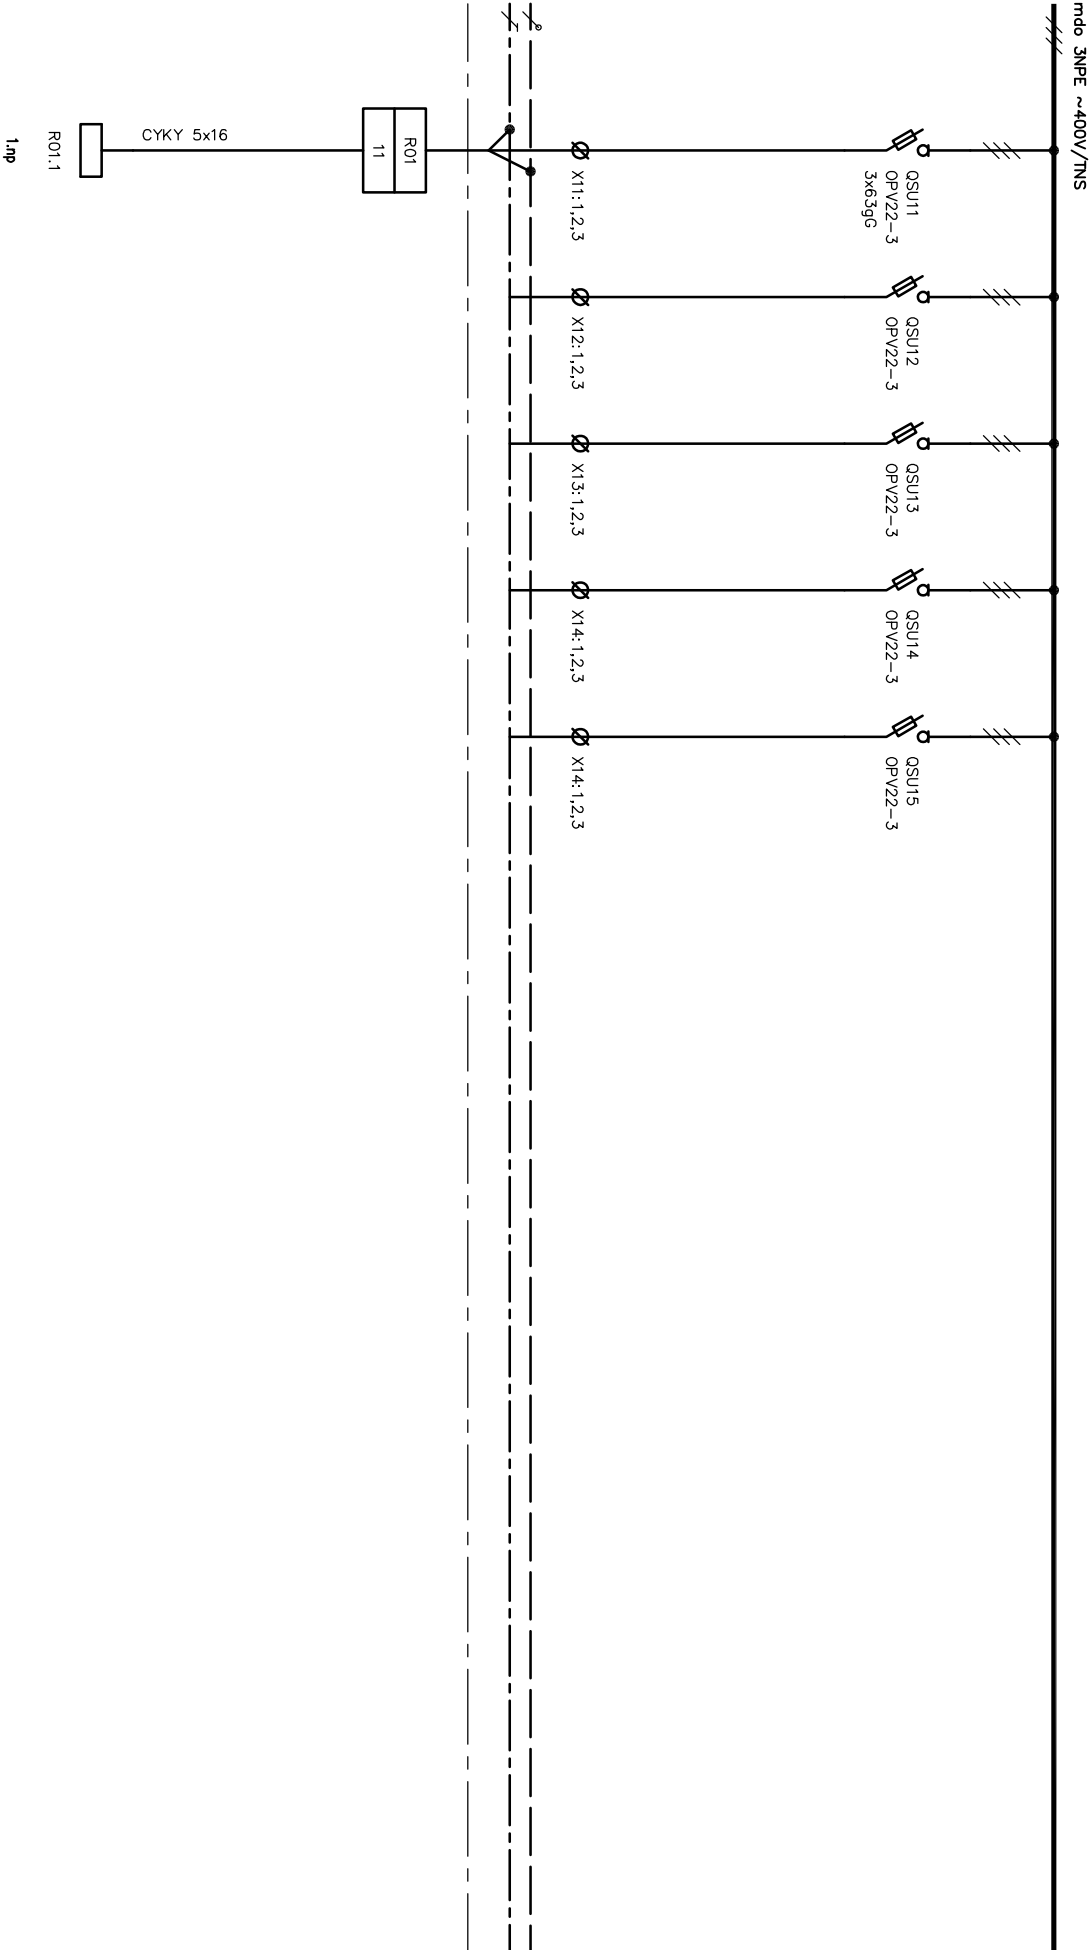 mdo 3NPE ~400V/TNS
QSU11
OPV22-3
3x63gG
QSU12
OPV22-3
QSU13
OPV22-3
QSU14
OPV22-3
QSU15
OPV22-3
X11:1,2,3
X12:1,2,3
X13:1,2,3
X14:1,2,3
X14:1,2,3
R01
11
CYKY 5x16
R01.1
1.np